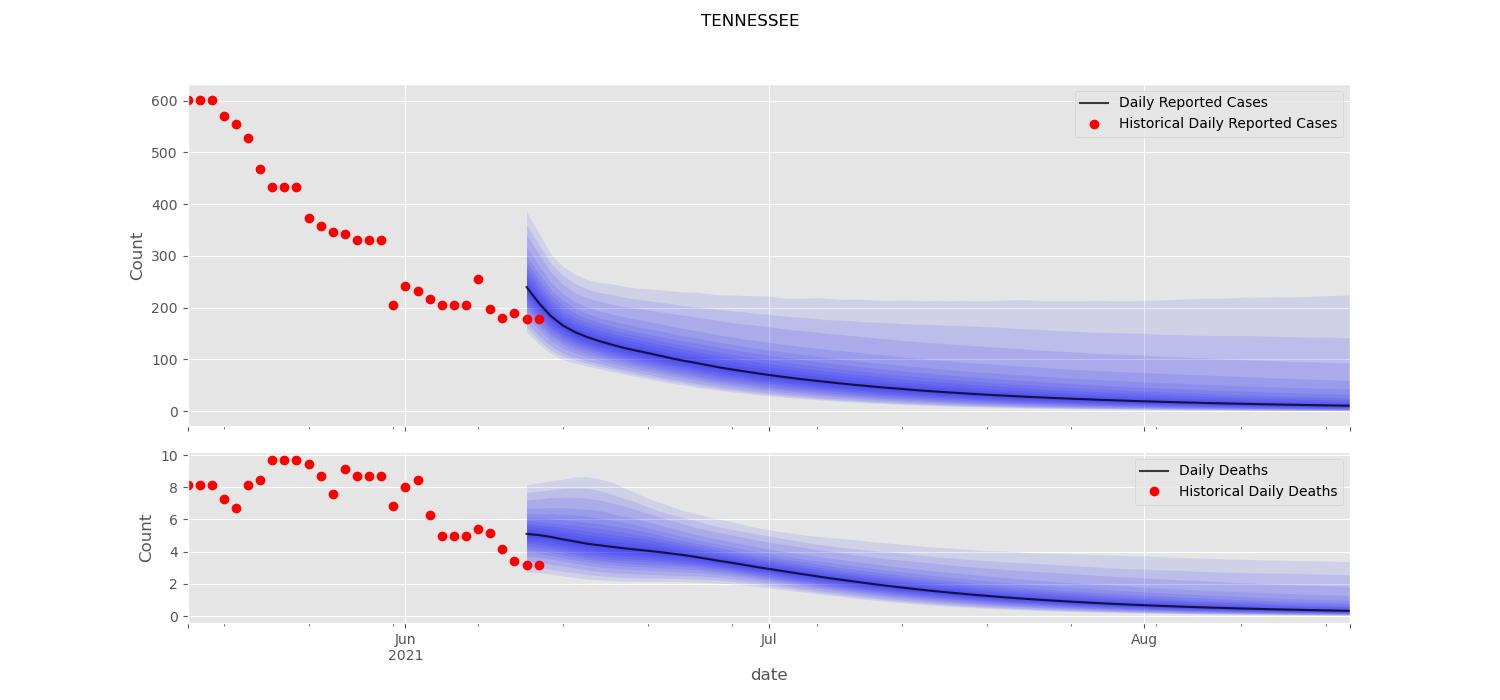 TENNESSEE
600
500
400
300
200
100
0
Count
Daily Reported Cases
Historical Daily Reported Cases
10
8
6
4
2
0
Count
Daily Deaths
Historical Daily Deaths
Jun
2021
Jul
Aug
date